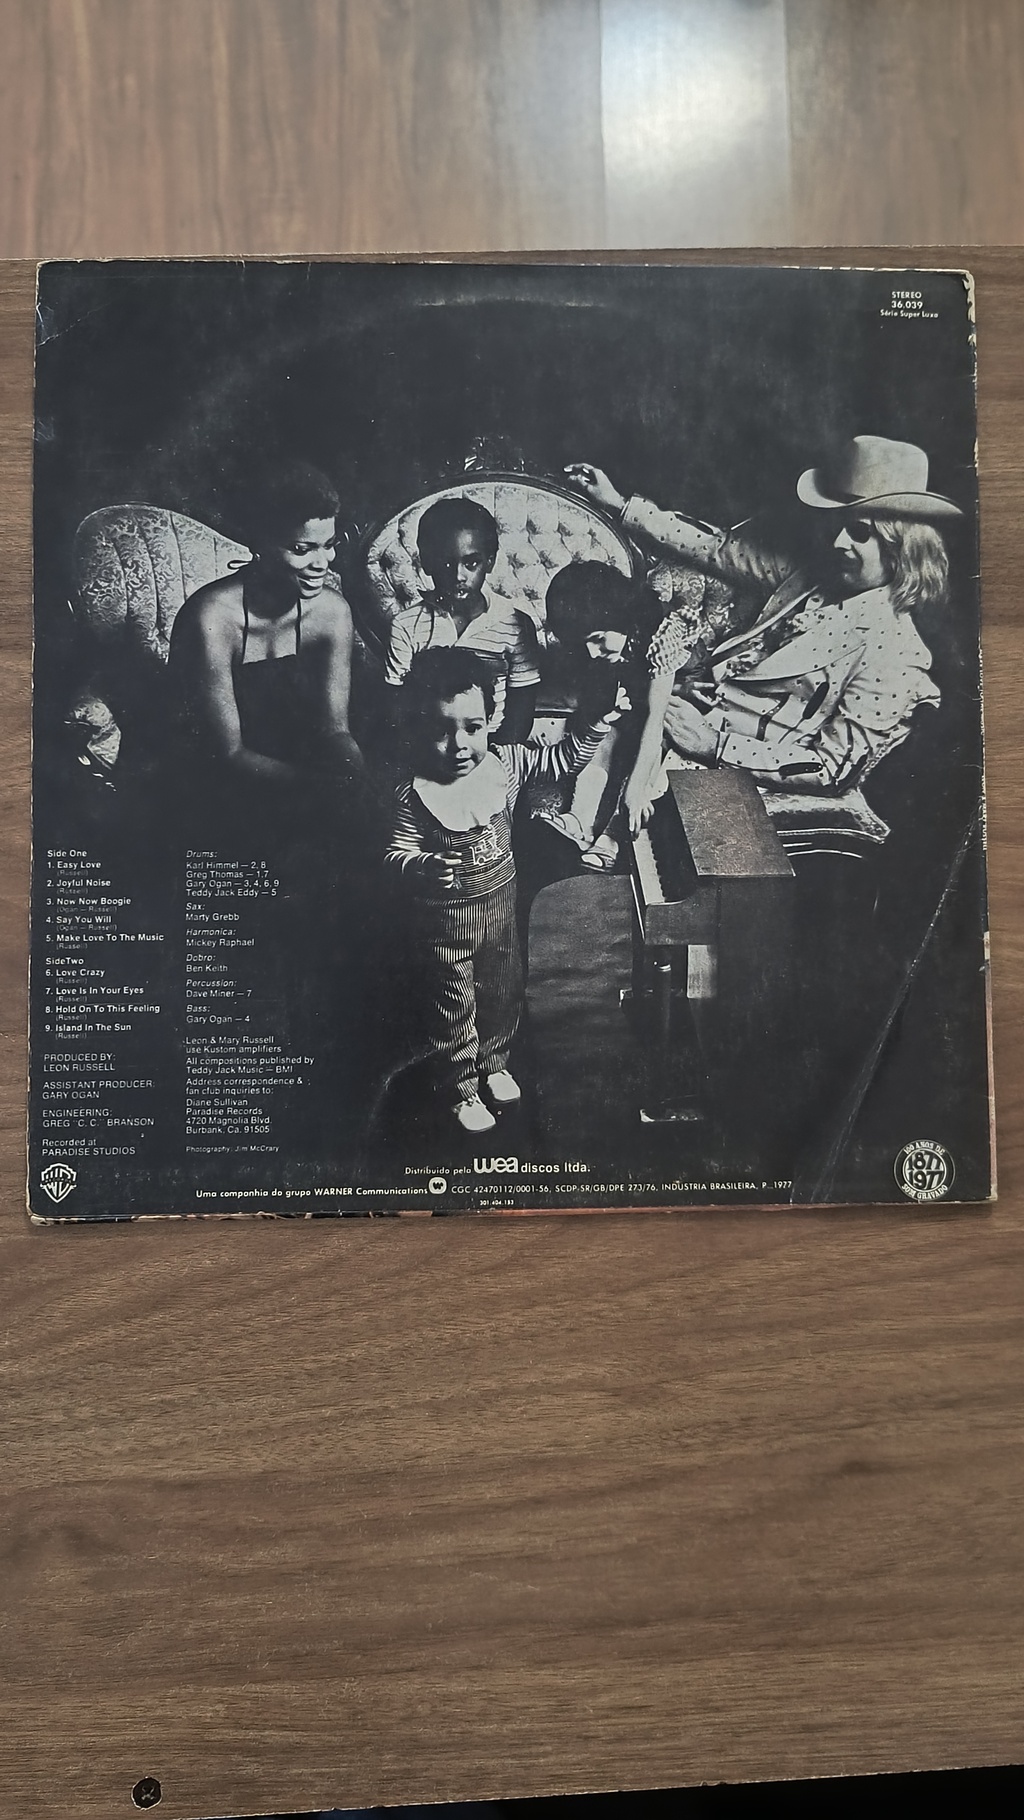 STEREO
36.039
Série Super Luxo
Side One
1. Easy Love
(Russell)
2. Joyful Noise
(Russell)
3. Now Now Boogie
(Ogan — Russell)
4. Say You Will
(Ogan — Russell)
5. Make Love To The Music
(Russell)
Side Two
6. Love Crazy
(Russell)
7. Love Is In Your Eyes
(Russell)
8. Hold On To This Feeling
(Russell)
9. Island In The Sun
(Russell)
PRODUCED BY:
LEON RUSSELL
ASSISTANT PRODUCER:
GARY OGAN
ENGINEERING:
GREG "C. C." BRANSON
Recorded at
PARADISE STUDIOS
Drums:
Karl Himmel — 2, 8
Greg Thomas — 1,7
Gary Ogan — 3, 4, 6, 9
Teddy Jack Eddy — 5
Sax:
Marty Grebb
Harmonica:
Mickey Raphael
Dobro:
Ben Keith
Percussion:
Dave Miner — 7
Bass:
Gary Ogan — 4
Leon & Mary Russell
use Kustom amplifiers
All compositions published by
Teddy Jack Music — BMI
Address correspondence &
fan club inquiries to:
Diane Sullivan
Paradise Records
4720 Magnolia Blvd.
Burbank, Ca. 91505
Photography: Jim McCrary
Distribuido pela wea discos ltda.
Uma companhia do grupo WARNER Communications CGC 42470112/0001-56, SCDP-SR/GB/DPE 273/76, INDÚSTRIA BRASILEIRA, P 1977
301.404.183
100 ANOS DE
1877
1977
SOM GRAVADO